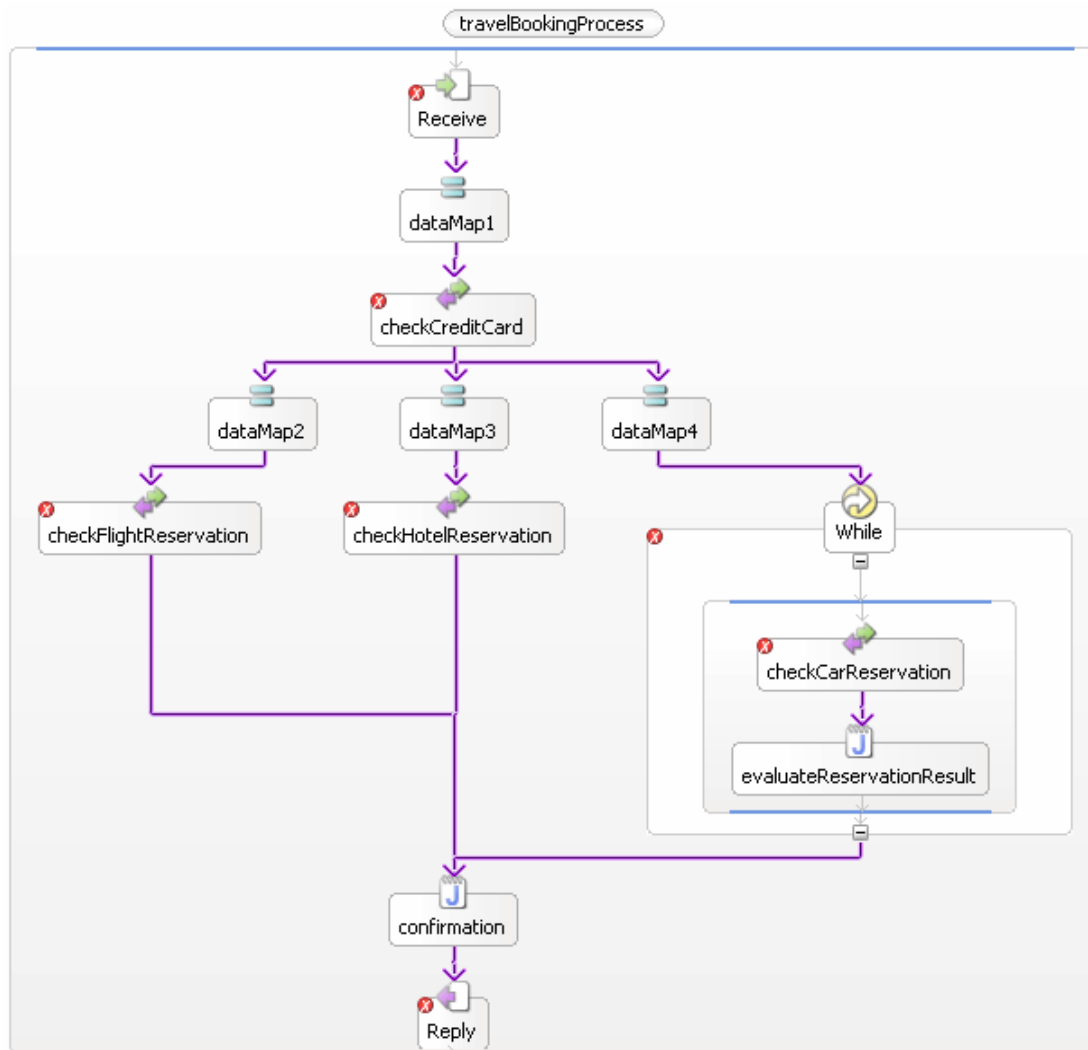 travelBookingProcess
Receive
dataMap1
checkCreditCard
dataMap2
dataMap3
dataMap4
checkFlightReservation
checkHotelReservation
While
checkCarReservation
J
evaluateReservationResult
J
confirmation
Reply